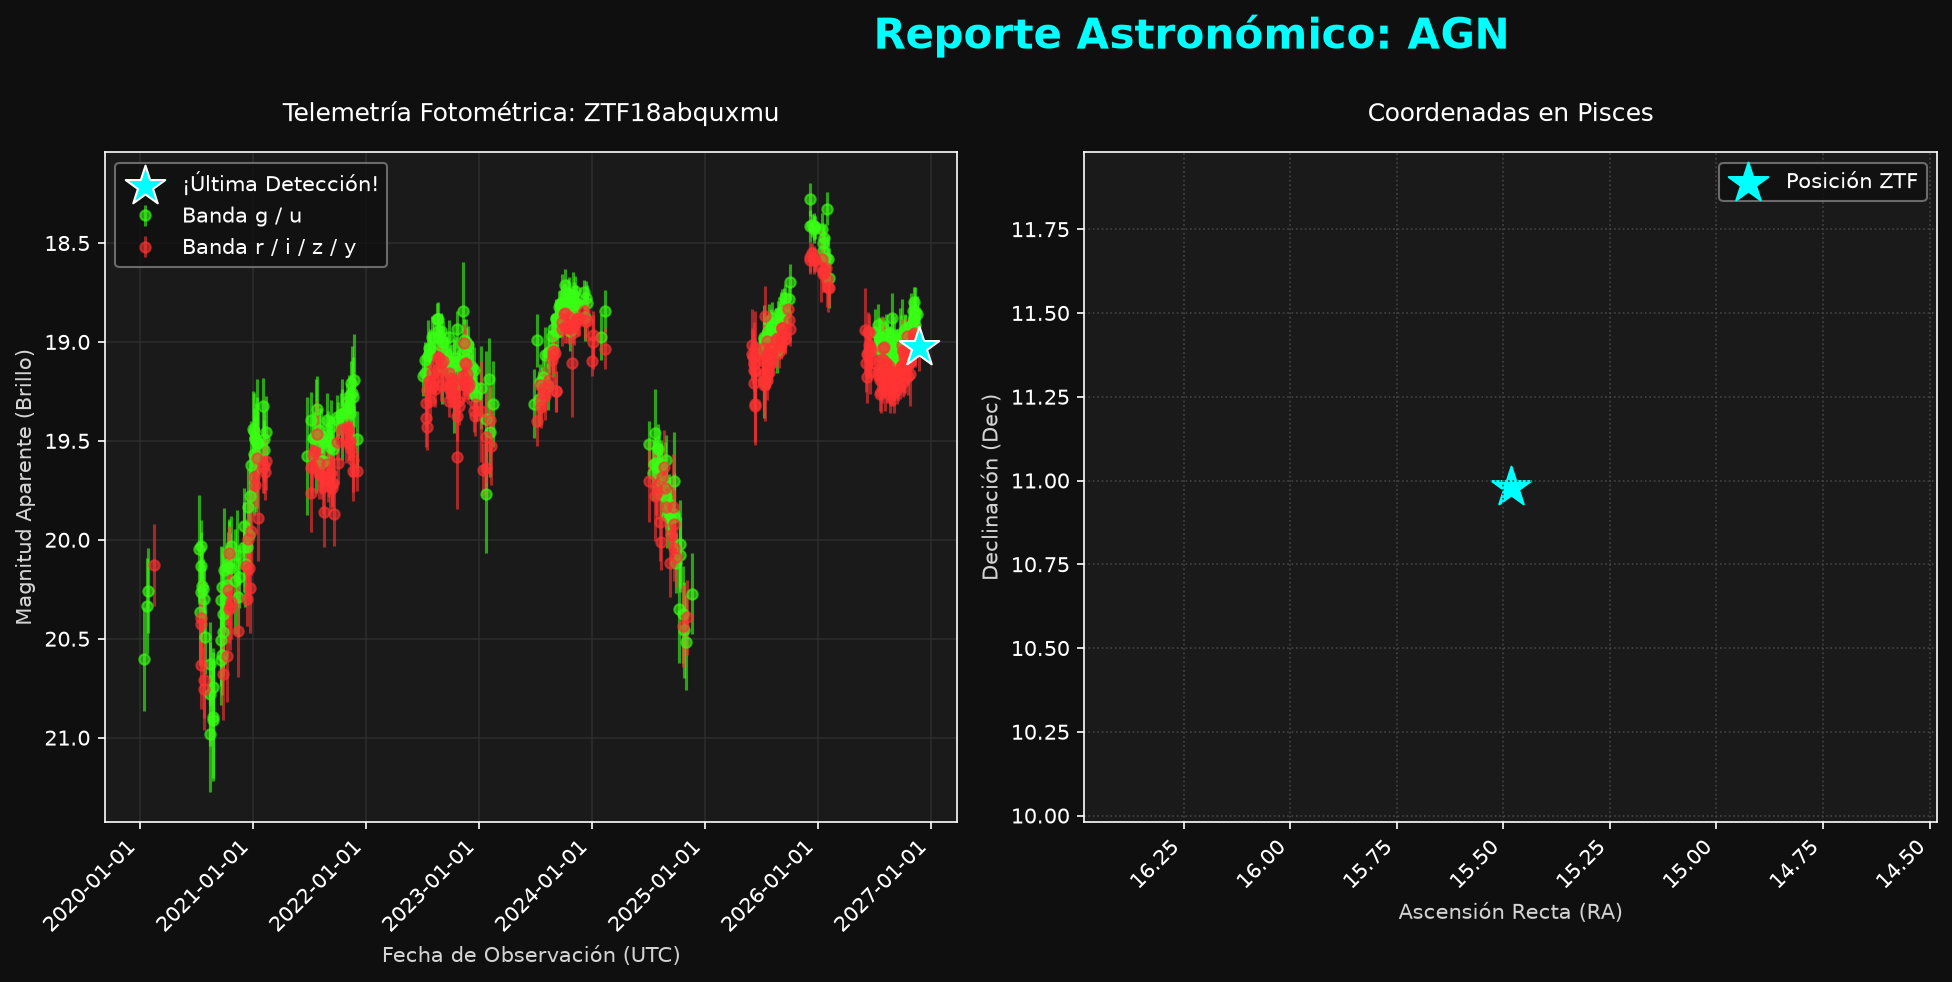 Reporte Astronómico: AGN
Telemetría Fotométrica: ZTF18abquxmu
¡Última Detección!
Banda g / u
Banda r / i / z / y
Magnitud Aparente (Brillo)
18.5
19.0
19.5
20.0
20.5
21.0
2020-01-01
2021-01-01
2022-01-01
2023-01-01
2024-01-01
2025-01-01
2026-01-01
2027-01-01
Fecha de Observación (UTC)
Coordenadas en Pisces
Posición ZTF
Declinación (Dec)
11.75
11.50
11.25
11.00
10.75
10.50
10.25
10.00
16.25
16.00
15.75
15.50
15.25
15.00
14.75
14.50
Ascensión Recta (RA)